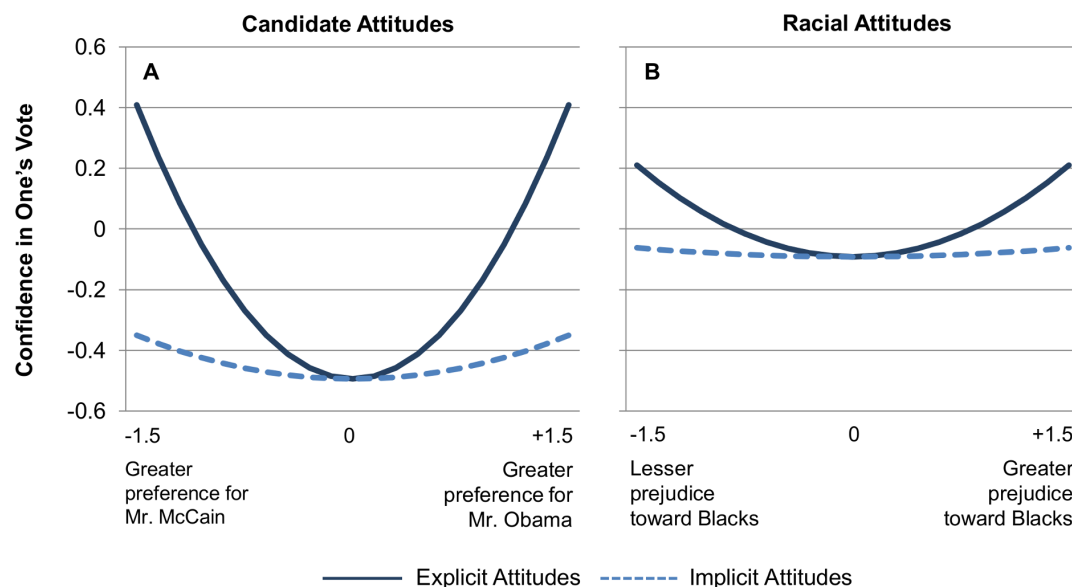 Candidate Attitudes
Racial Attitudes
Confidence in One's Vote
0.6
0.4
0.2
0
-0.2
-0.4
-0.6
A
B
-1.5
0
+1.5
-1.5
0
+1.5
Greater
preference for
Mr. McCain
Greater
preference for
Mr. Obama
Lesser
prejudice
toward Blacks
Greater
prejudice
toward Blacks
Explicit Attitudes
Implicit Attitudes